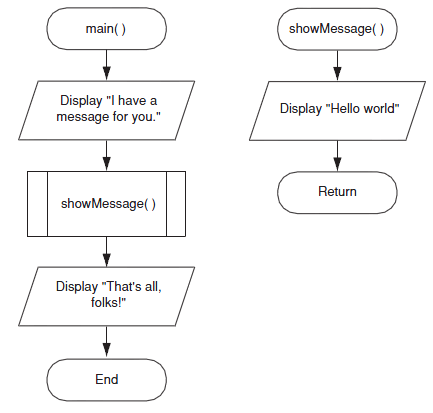 main( )
Display "I have a
message for you."
showMessage( )
Display "That's all,
folks!"
End
showMessage( )
Display "Hello world"
Return